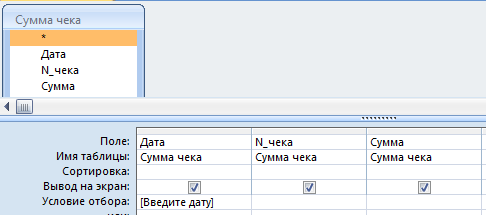 Сумма чека
*
Дата
N_чека
Сумма
Поле: Дата N_чека Сумма
Имя таблицы: Сумма чека Сумма чека Сумма чека
Сортировка:
Вывод на экран:
Условие отбора: [Введите дату]
или: